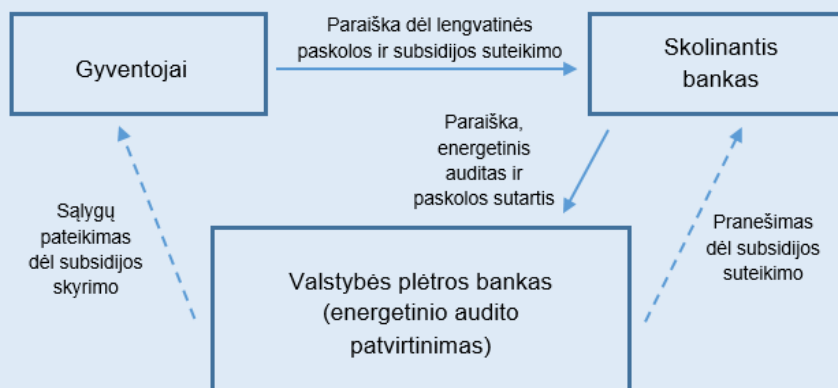 Gyventojai
Paraiška dėl lengvatinės
paskolos ir subsidijos suteikimo
Skolinantis
bankas
Paraiška,
energetinis
auditas ir
paskolos sutartis
Sąlygų
pateikimas
dėl subsidijos
skyrimo
Valstybės plėtros bankas
(energetinio audito
patvirtinimas)
Pranešimas
dėl subsidijos
suteikimo